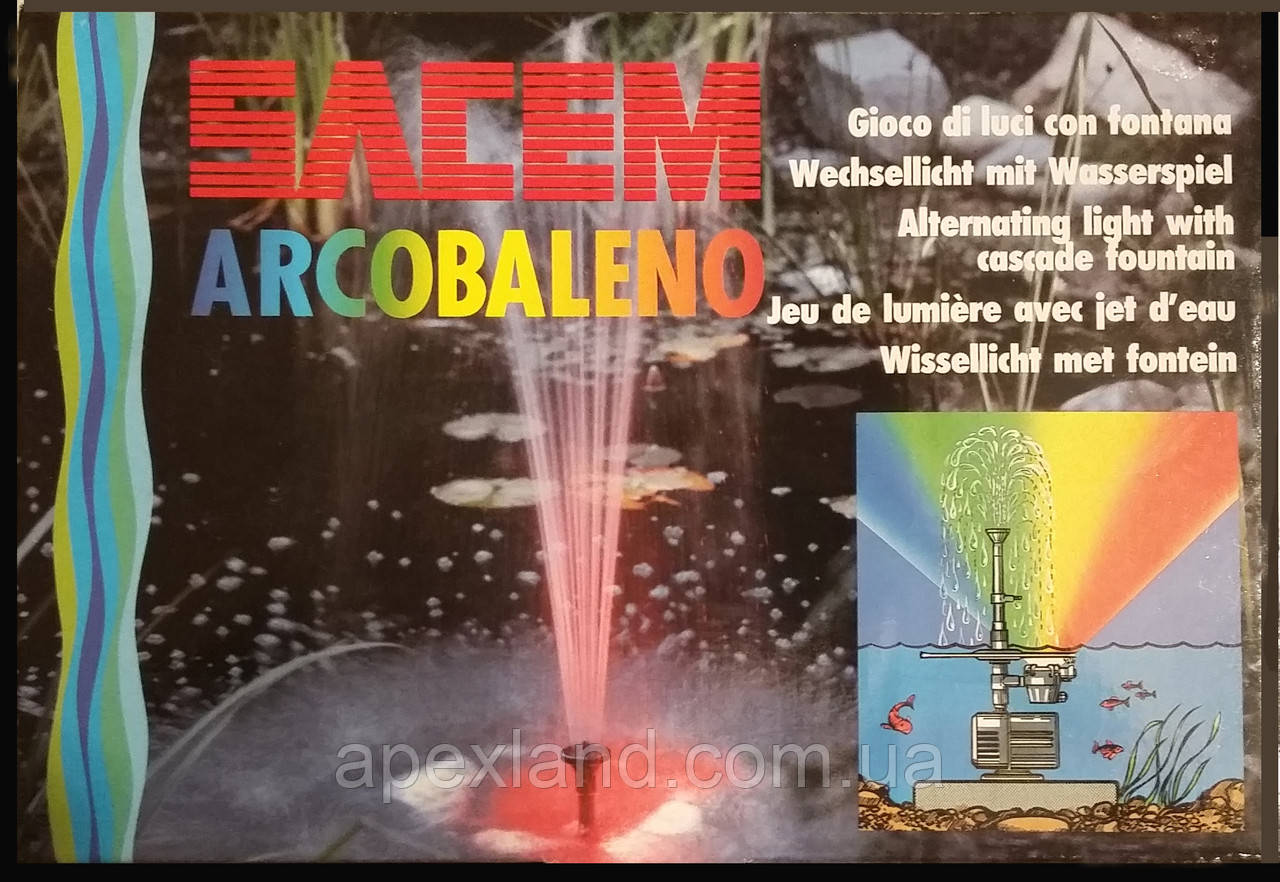 SACEM
ARCOBALENO
Gioco di luci con fontana
Wechsellicht mit Wasserspiel
Alternating light with
cascade fountain
Jeu de lumière avec jet d'eau
Wissellicht met fontein
apexland.com.ua